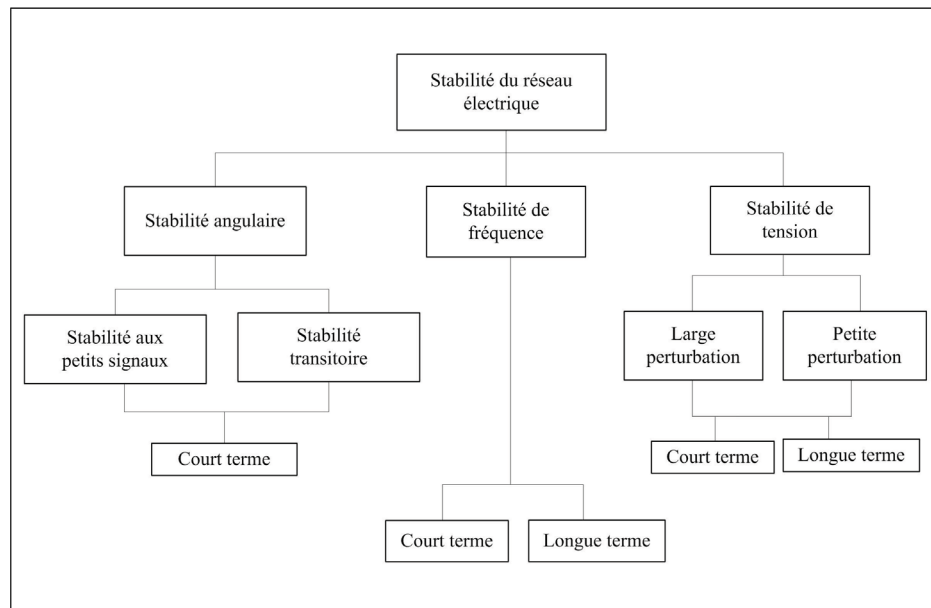 Stabilité du réseau
électrique
Stabilité angulaire
Stabilité de
fréquence
Stabilité de
tension
Stabilité aux
petits signaux
Stabilité
transitoire
Large
perturbation
Petite
perturbation
Court terme
Court terme
Longue terme
Court terme
Longue terme